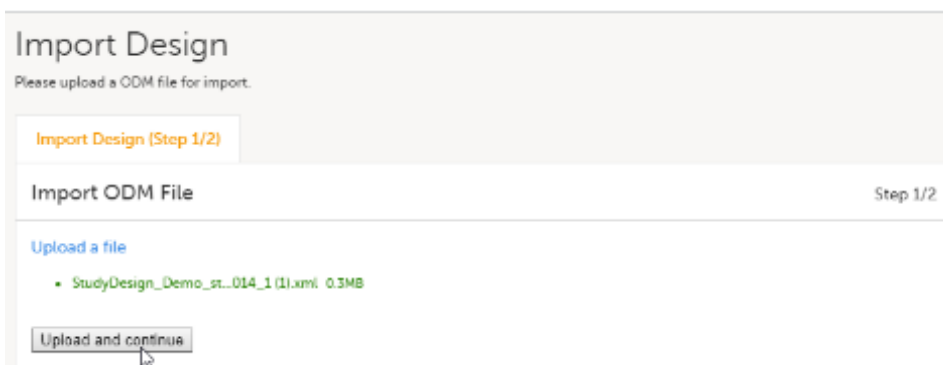 Import Design
Please upload a ODM file for import.
Import Design (Step 1/2)
Import ODM File Step 1/2
Upload a file
StudyDesign_Demo_st...014_1 (1).xml 0.3MB
Upload and continue